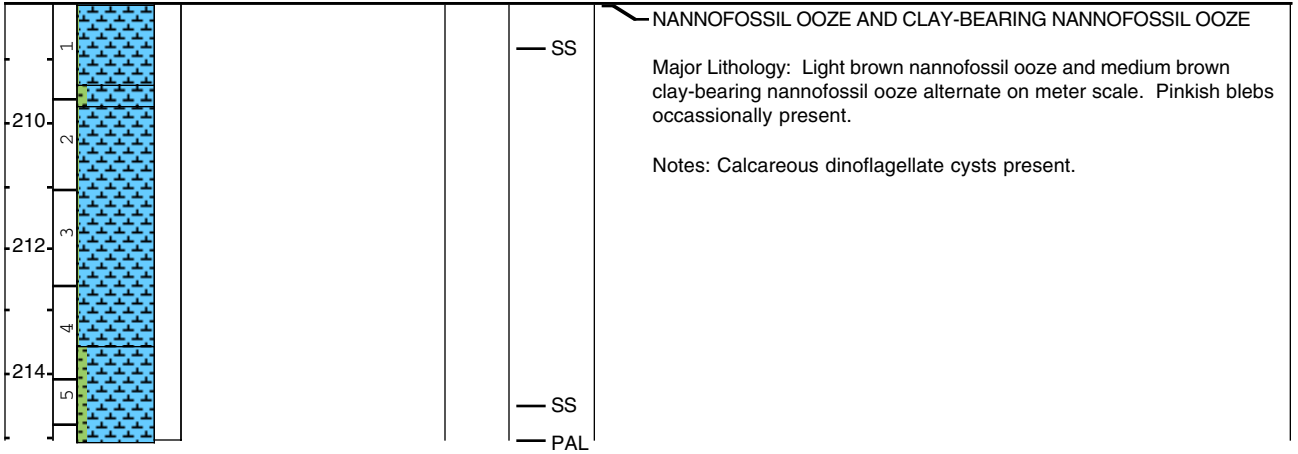 NANNOFOSSIL OOZE AND CLAY-BEARING NANNOFOSSIL OOZE
1
SS
Major Lithology: Light brown nannofossil ooze and medium brown
clay-bearing nannofossil ooze alternate on meter scale. Pinkish blebs
occassionally present.
210
2
Notes: Calcareous dinoflagellate cysts present.
3
212
4
214
5
SS
PAL